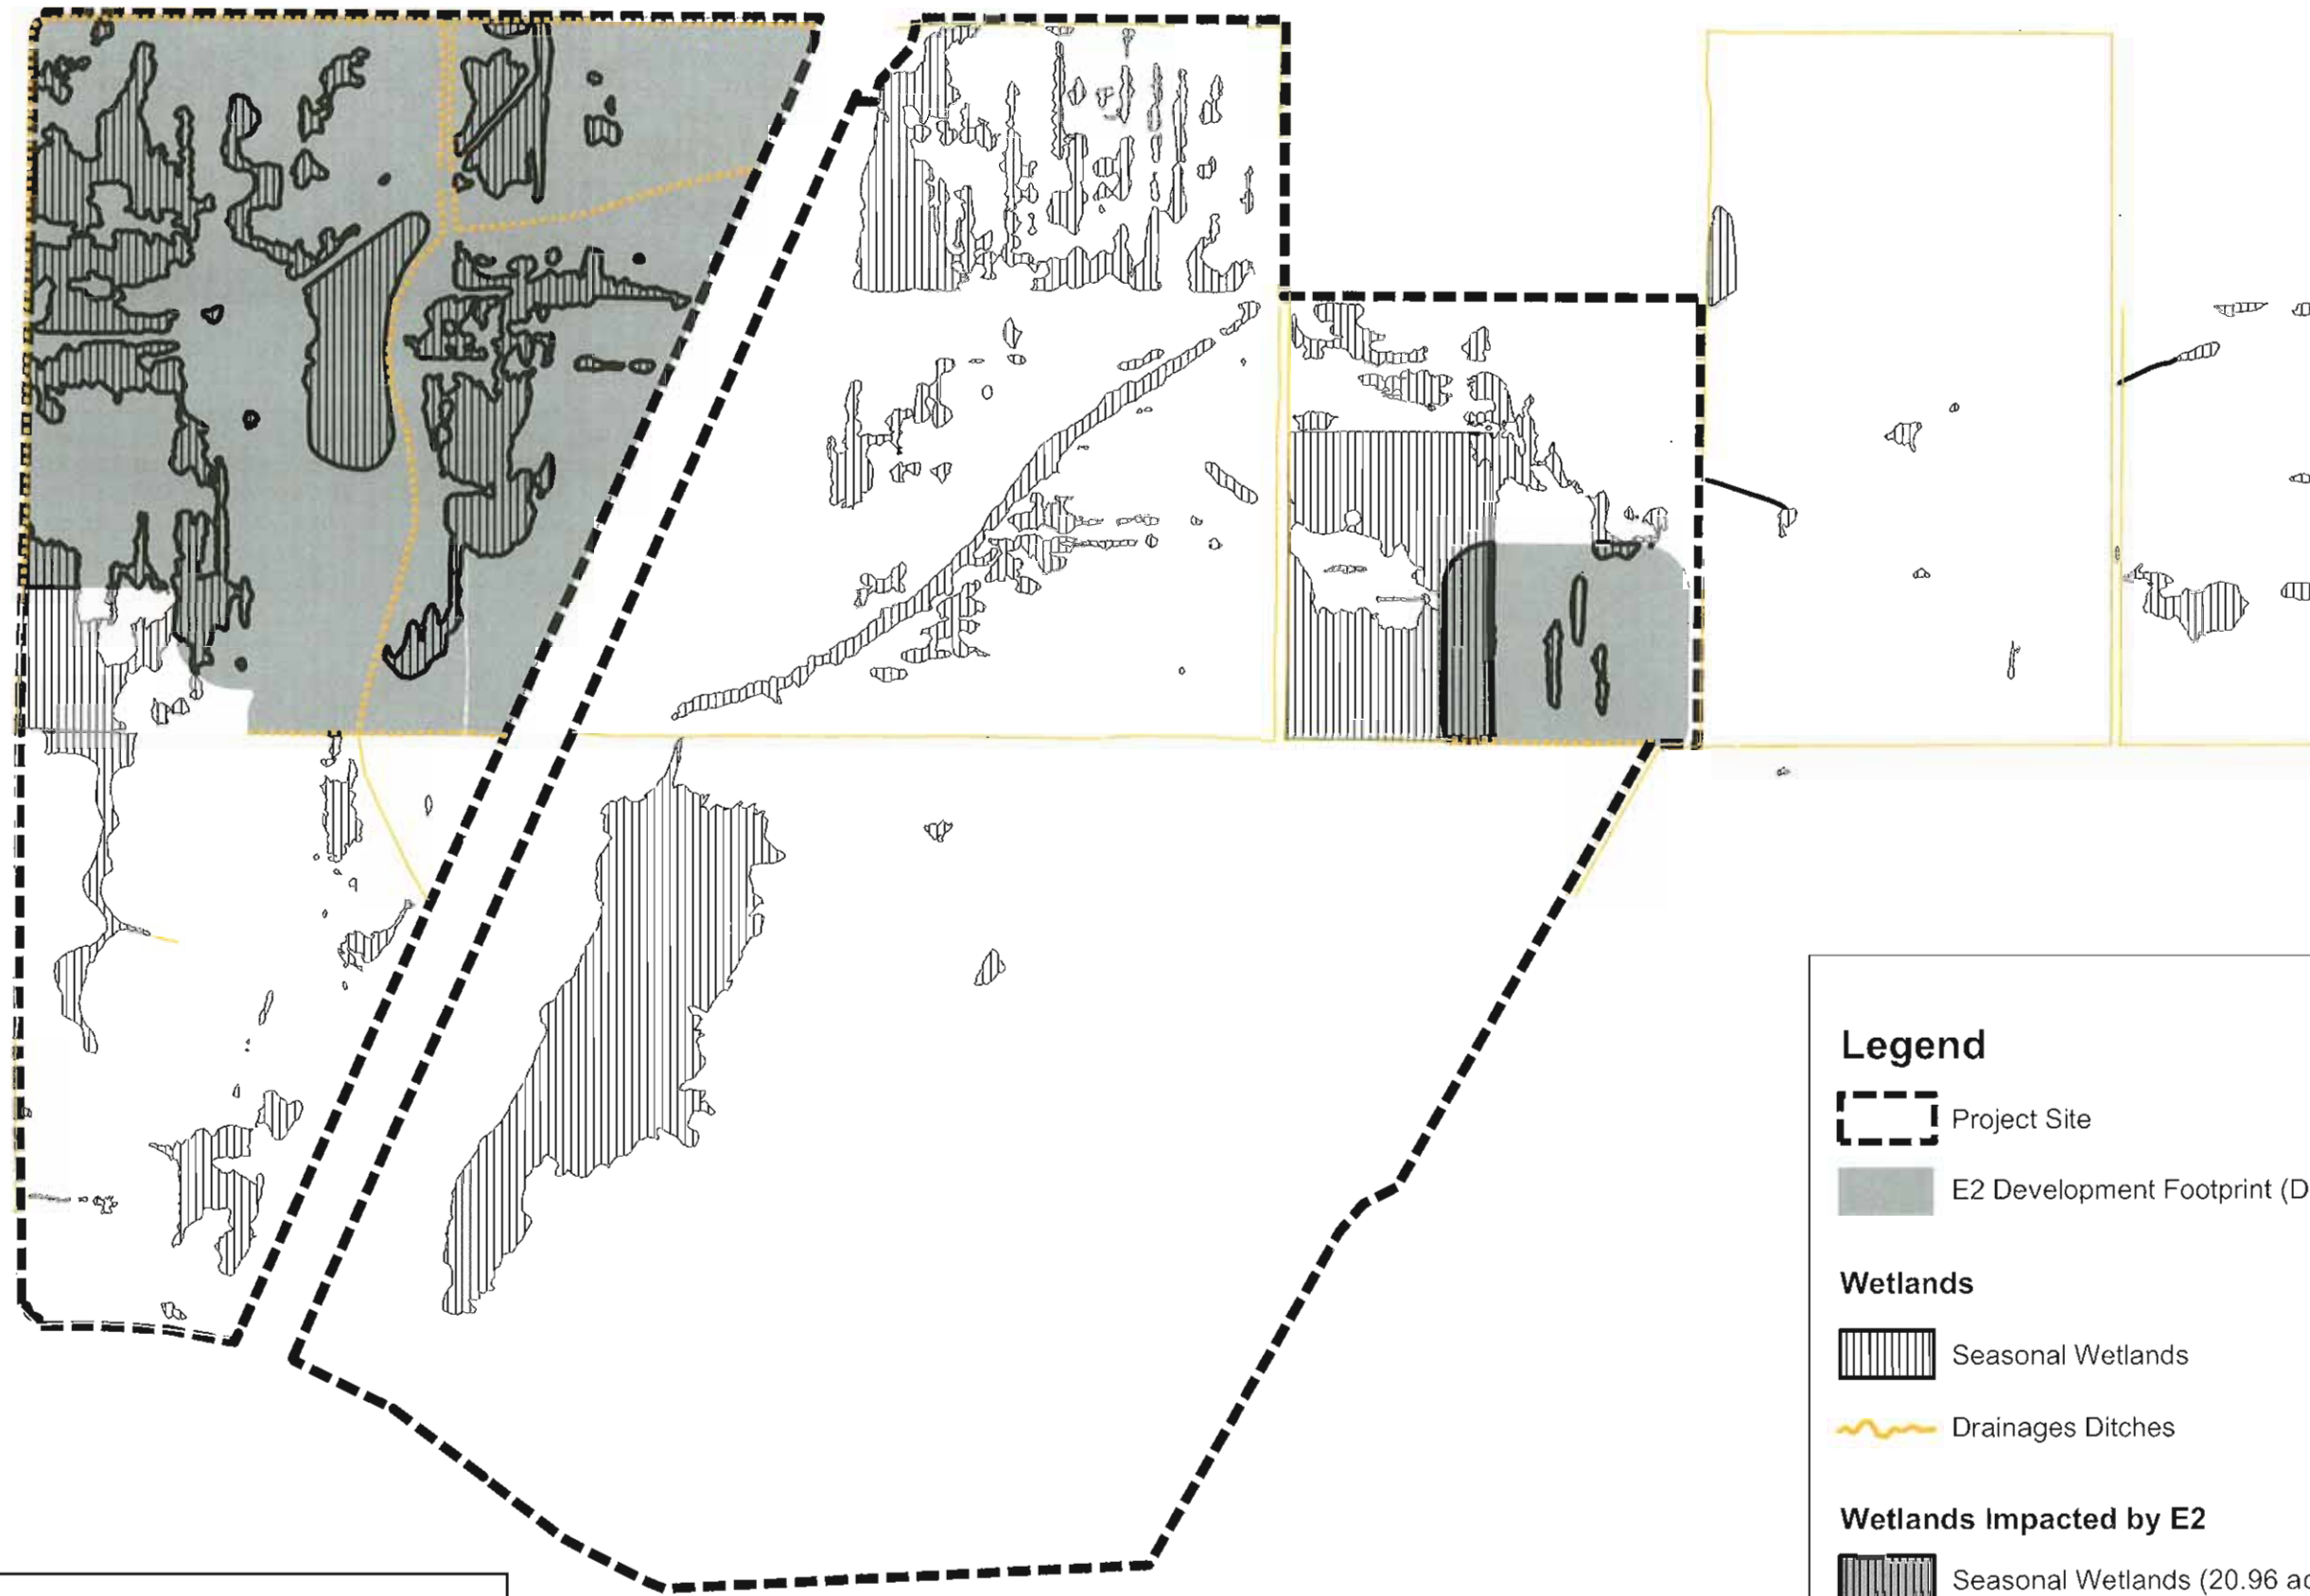 Legend
Project Site
E2 Development Footprint (D
Wetlands
Seasonal Wetlands
Drainages Ditches
Wetlands Impacted by E2
Seasonal Wetlands (20.96 ac